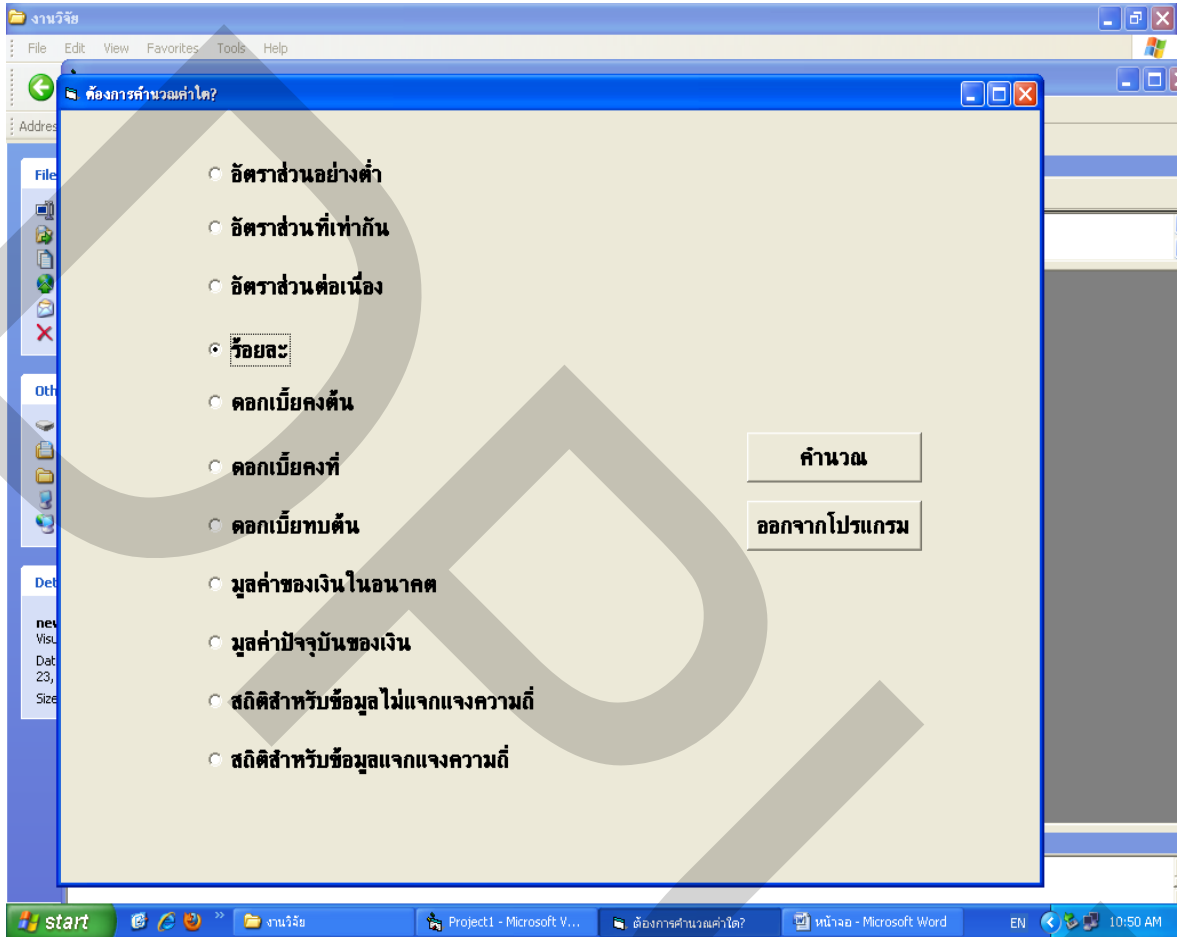 งานวิจัย
File Edit View Favorites Tools Help
ต้องการคำนวณค่าใด?
Addres
File
อัตราส่วนอย่างต่ำ
อัตราส่วนที่เท่ากัน
อัตราส่วนต่อเนื่อง
ร้อยละ
Oth
ดอกเบี้ยคงต้น
คำนวณ
ดอกเบี้ยคงที่
ดอกเบี้ยทบต้น
ออกจากโปรแกรม
Det
มูลค่าของเงินในอนาคต
new
Visu
มูลค่าปัจจุบันของเงิน
Dat
23,
Size
สถิติสำหรับข้อมูลไม่แจกแจงความถี่
สถิติสำหรับข้อมูลแจกแจงความถี่
start งานวิจัย Project1 - Microsoft V... ต้องการคำนวณค่าใด? หน้าจอ - Microsoft Word EN 10:50 AM